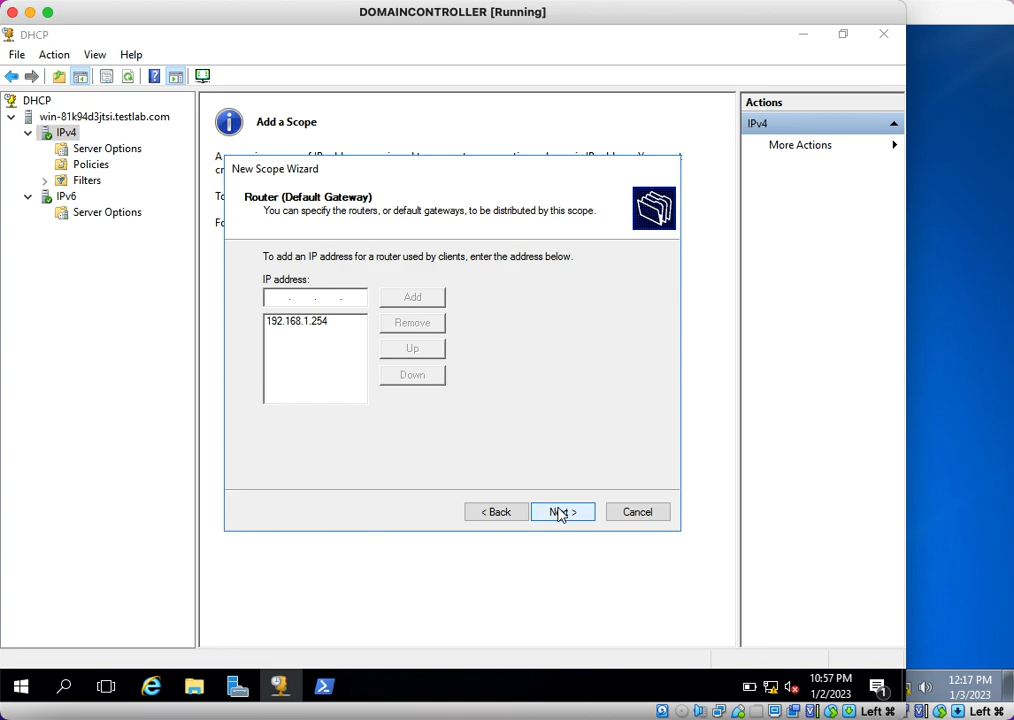 DOMAINCONTROLLER [Running]
DHCP
File Action View Help
DHCP
win-81k94d3jtsi.testlab.com
IPv4
Server Options
Policies
Filters
IPv6
Server Options
Add a Scope
New Scope Wizard
Router (Default Gateway)
You can specify the routers, or default gateways, to be distributed by this scope.
To add an IP address for a router used by clients, enter the address below.
IP address:
. . .
Add
192.168.1.254
Remove
Up
Down
< Back
Next >
Cancel
Actions
IPv4
More Actions
10:57 PM
1/2/2023
1
Left ⌘
12:17 PM
1/3/2023
Left ⌘